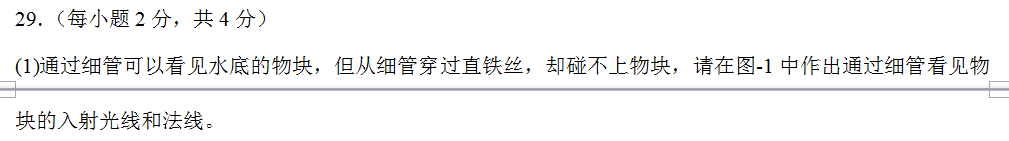 29.（每小题 2 分，共 4 分）
(1)通过细管可以看见水底的物块，但从细管穿过直铁丝，却碰不上物块，请在图-1 中作出通过细管看见物
块的入射光线和法线。